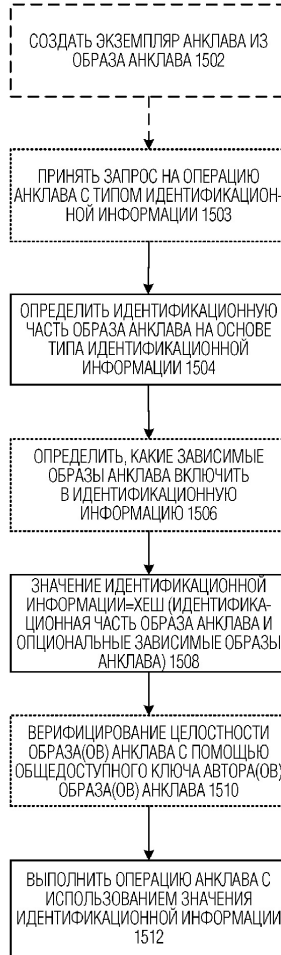 СОЗДАТЬ ЭКЗЕМПЛЯР АНКЛАВА ИЗ
ОБРАЗА АНКЛАВА 1502
ПРИНЯТЬ ЗАПРОС НА ОПЕРАЦИЮ
АНКЛАВА С ТИПОМ ИДЕНТИФИКАЦИОН-
НОЙ ИНФОРМАЦИИ 1503
ОПРЕДЕЛИТЬ ИДЕНТИФИКАЦИОННУЮ
ЧАСТЬ ОБРАЗА АНКЛАВА НА ОСНОВЕ
ТИПА ИДЕНТИФИКАЦИОННОЙ
ИНФОРМАЦИИ 1504
ОПРЕДЕЛИТЬ, КАКИЕ ЗАВИСИМЫЕ
ОБРАЗЫ АНКЛАВА ВКЛЮЧИТЬ
В ИДЕНТИФИКАЦИОННУЮ
ИНФОРМАЦИЮ 1506
ЗНАЧЕНИЕ ИДЕНТИФИКАЦИОННОЙ
ИНФОРМАЦИИ=ХЕШ (ИДЕНТИФИКА-
ЦИОННАЯ ЧАСТЬ ОБРАЗА АНКЛАВА И
ОПЦИОНАЛЬНЫЕ ЗАВИСИМЫЕ ОБРАЗЫ
АНКЛАВА) 1508
ВЕРИФИЦИРОВАНИЕ ЦЕЛОСТНОСТИ
ОБРАЗА(ОВ) АНКЛАВА С ПОМОЩЬЮ
ОБЩЕДОСТУПНОГО КЛЮЧА АВТОРА(ОВ)
ОБРАЗА(ОВ) АНКЛАВА 1510
ВЫПОЛНИТЬ ОПЕРАЦИЮ АНКЛАВА С
ИСПОЛЬЗОВАНИЕМ ЗНАЧЕНИЯ
ИДЕНТИФИКАЦИОННОЙ ИНФОРМАЦИИ
1512